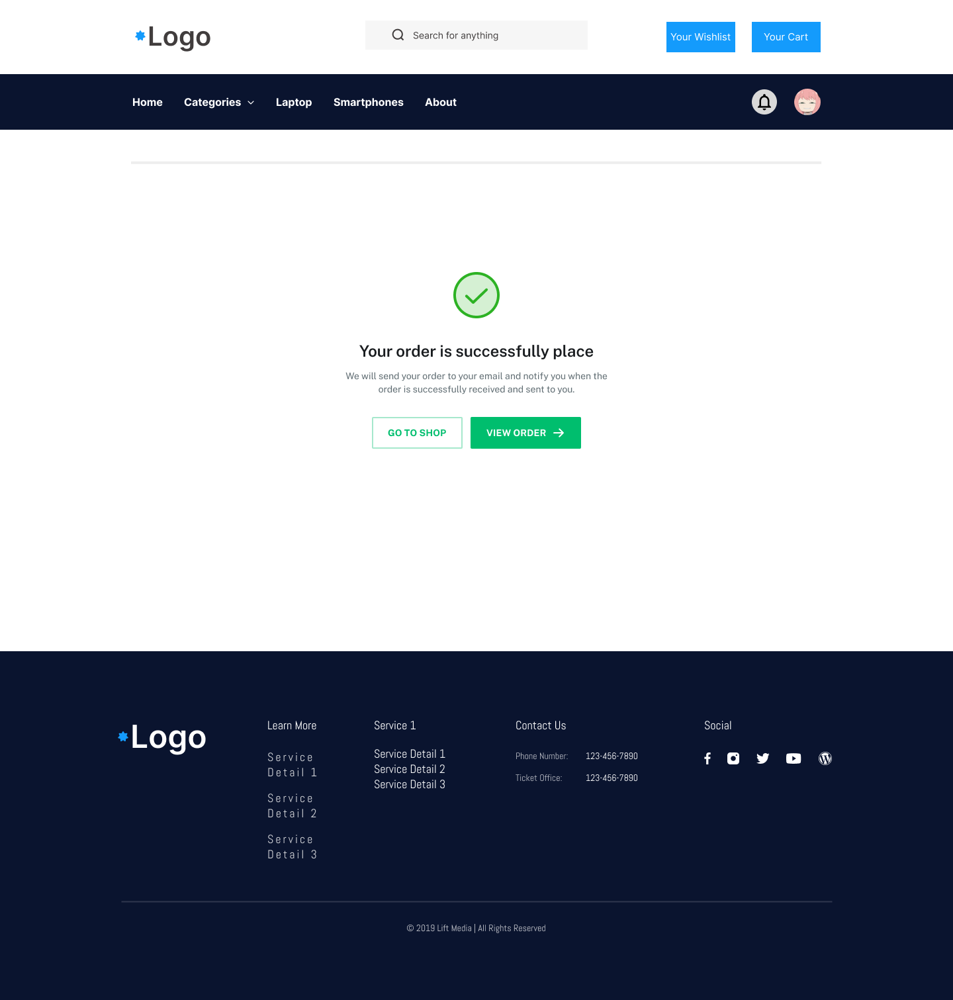 Logo
Search for anything
Your Wishlist
Your Cart
Home
Categories
Laptop
Smartphones
About
Your order is successfully place
We will send your order to your email and notify you when the
order is successfully received and sent to you.
GO TO SHOP
VIEW ORDER
Logo
Learn More
Service
Detail 1
Service
Detail 2
Service
Detail 3
Service 1
Service Detail 1
Service Detail 2
Service Detail 3
Contact Us
Phone Number: 123-456-7890
Ticket Office: 123-456-7890
Social
© 2019 Lift Media | All Rights Reserved